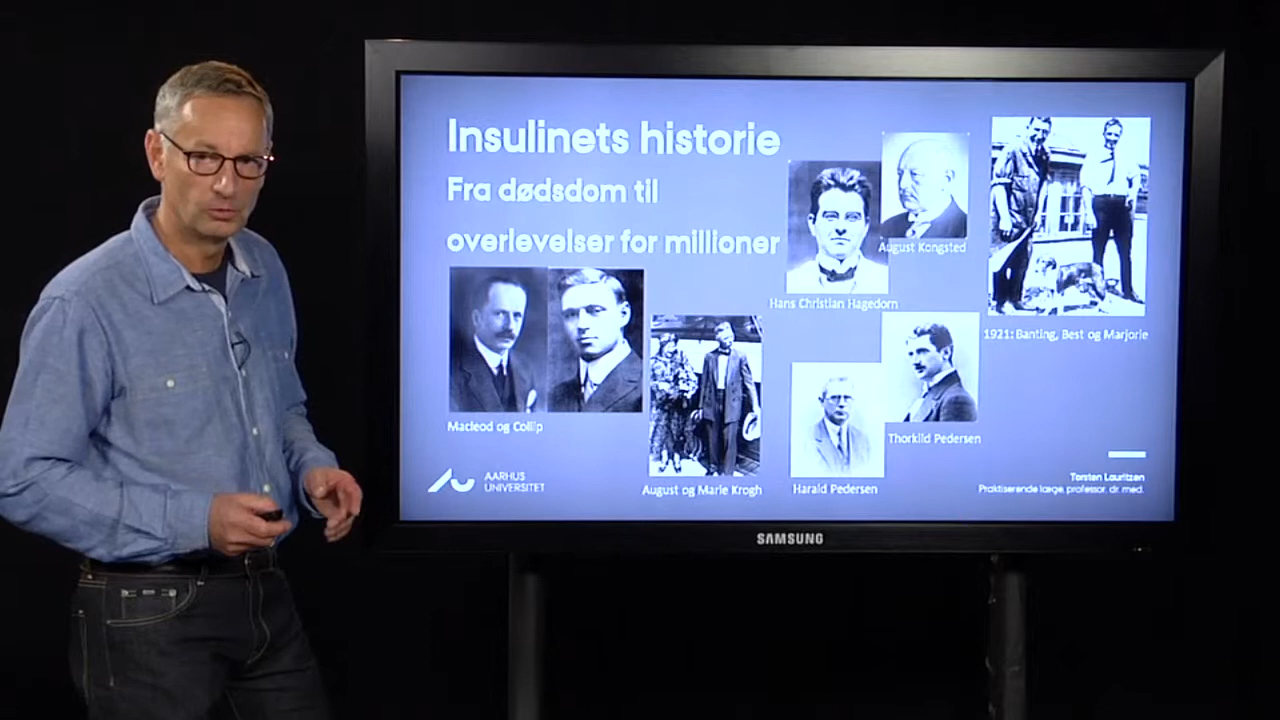 Insulinets historie
Fra dødsdom til
overlevelser for millioner
August Kongsted
Hans Christian Hagedorn
1921: Banting, Best og Marjorie
Macleod og Collip
Thorkild Pedersen
AARHUS
UNIVERSITET
August og Marie Krogh
Harald Pedersen
Torsten Lauritzen
Praktiserende læge, professor, dr. med.
SAMSUNG